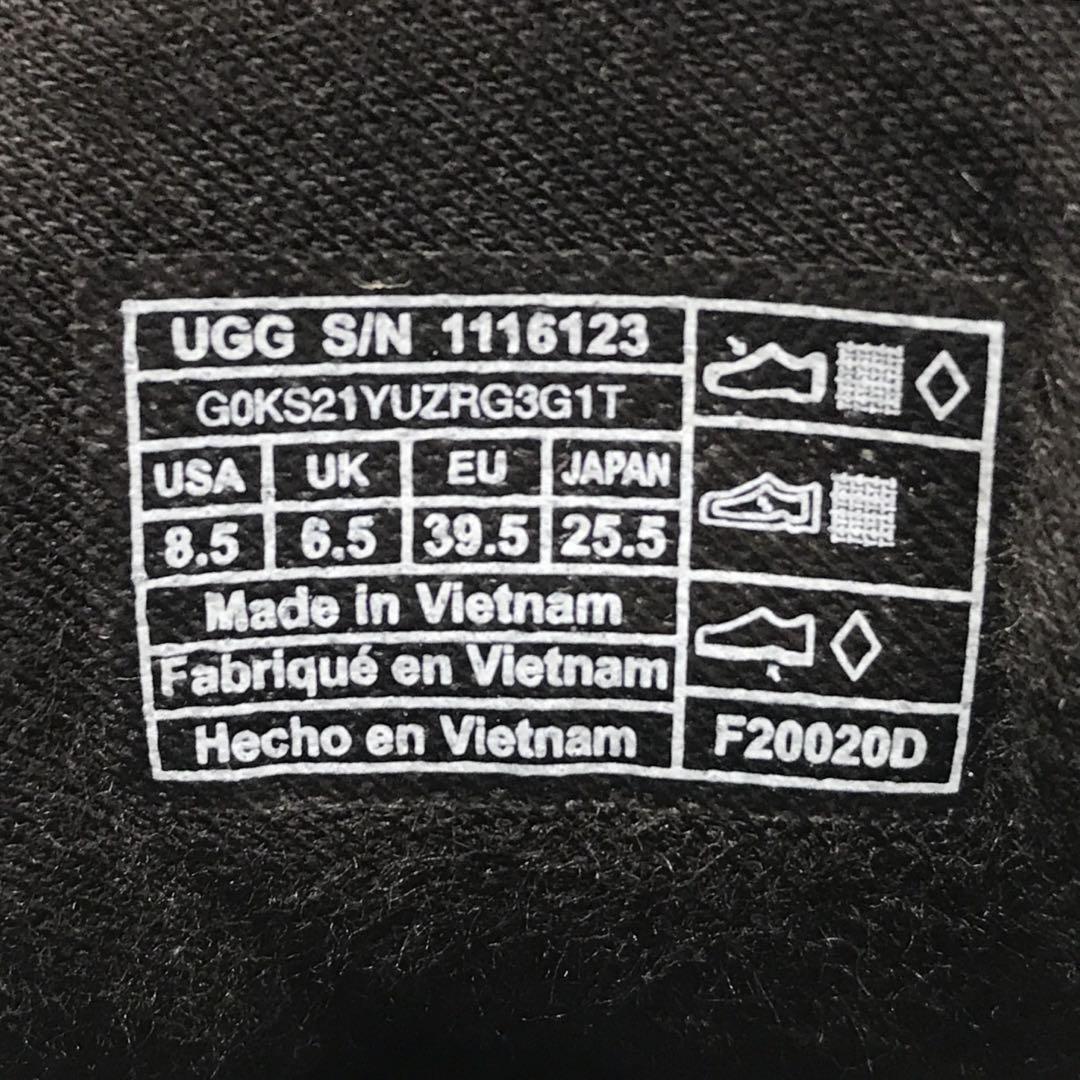 UGG S/N 1116123
G0KS21YUZRG3G1T
USA UK EU JAPAN
8.5 6.5 39.5 25.5
Made in Vietnam
Fabriqué en Vietnam
Hecho en Vietnam
F20020D